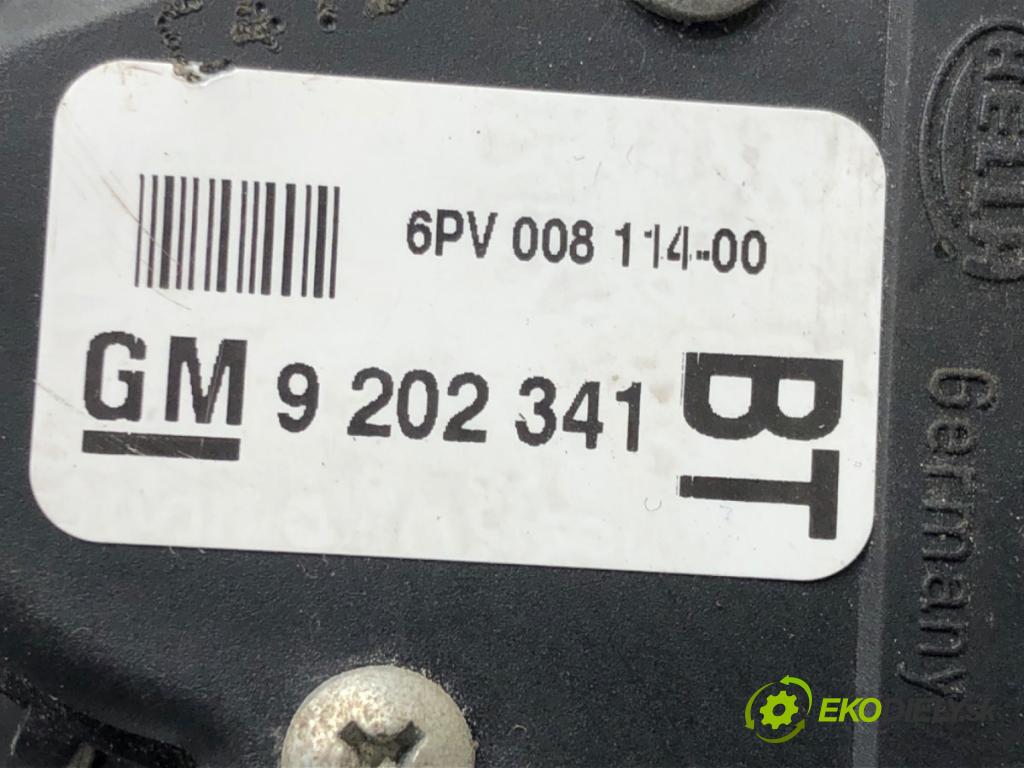 6PV 008 114-00
GM 9 202 341
BT
HELLA
Germany
EKODIELY.SK